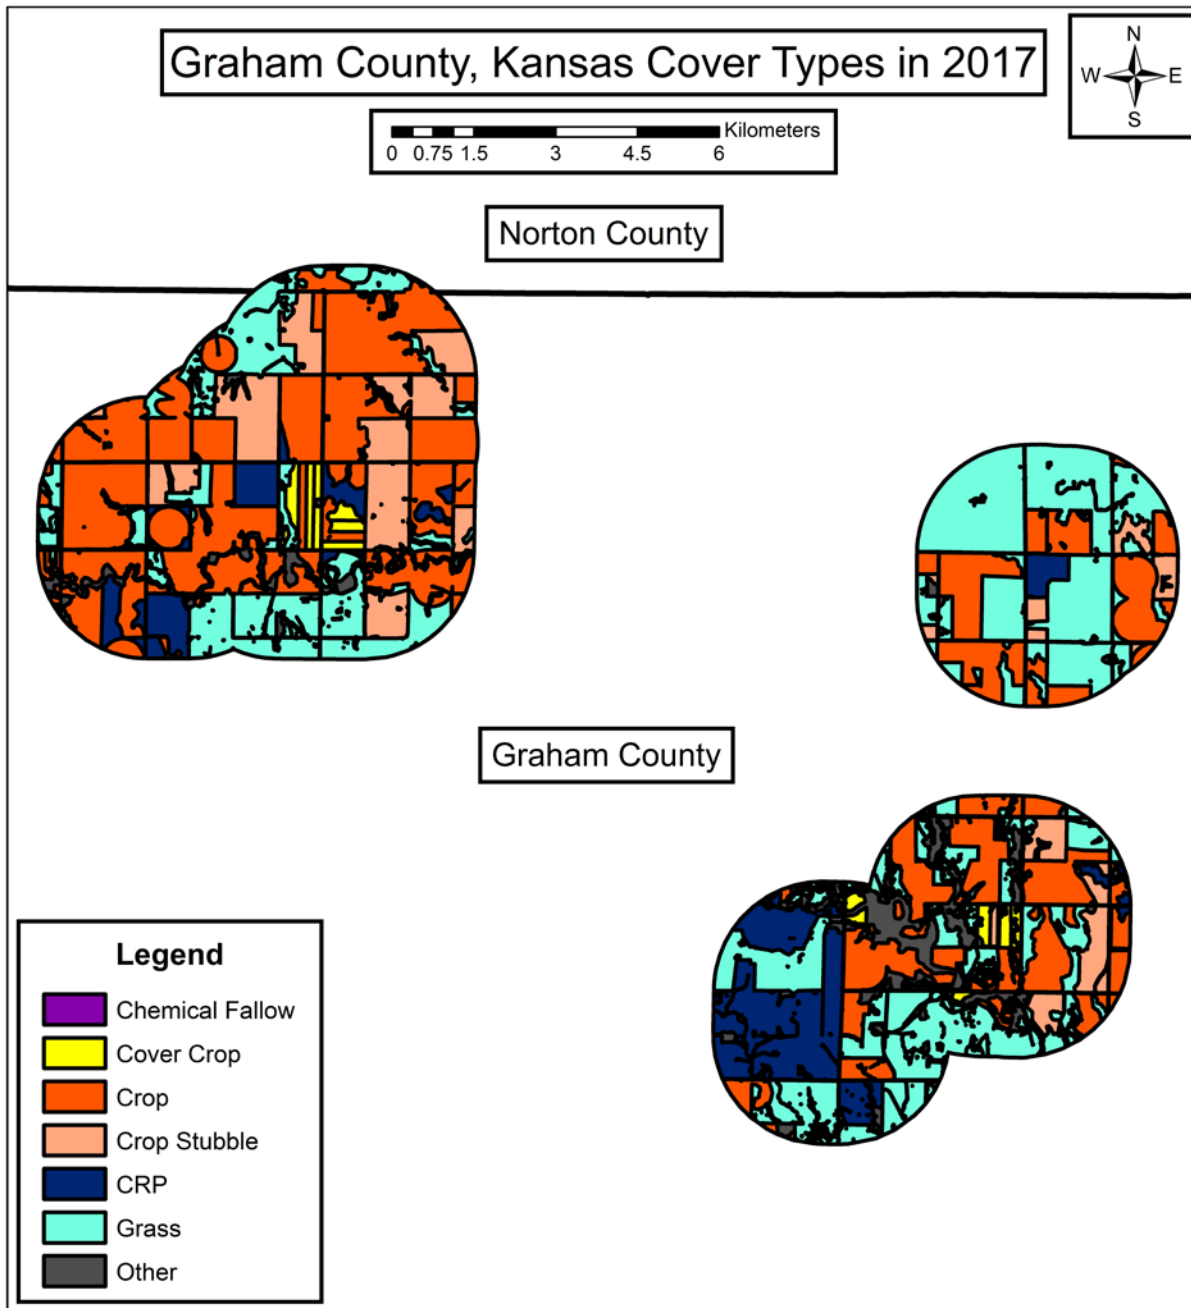 Graham County, Kansas Cover Types in 2017
N
W E
S
Kilometers
0 0.75 1.5 3 4.5 6
Norton County
Graham County
Legend
Chemical Fallow
Cover Crop
Crop
Crop Stubble
CRP
Grass
Other